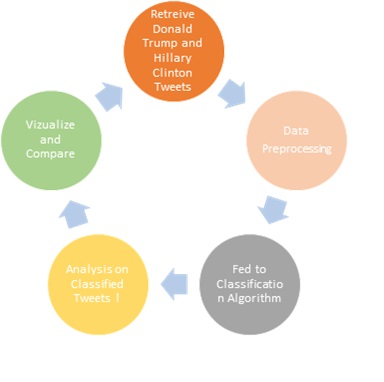 Retreive
Donald
Trump and
Hillary
Clinton
Tweets
Data
Preprocessing
Fed to
Classificatio
n Algorithm
Analysis on
Classified
Tweets l
Vizualize
and
Compare